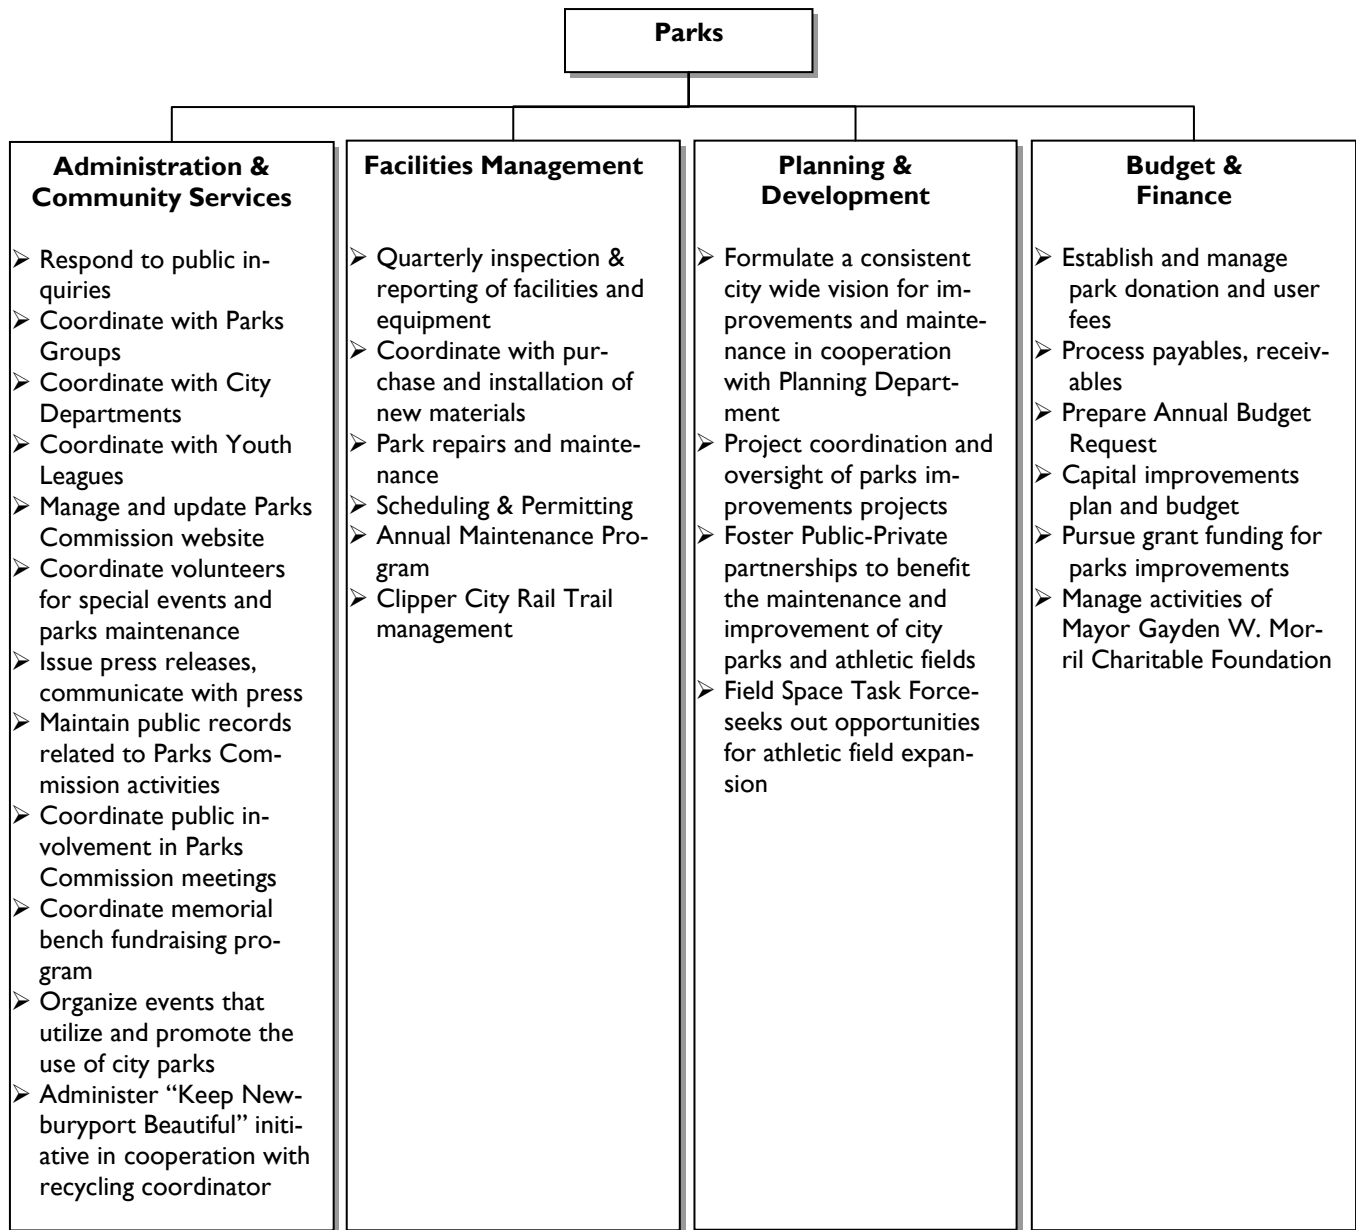 Parks
Administration &
Community Services
➢ Respond to public in-
quiries
➢ Coordinate with Parks
Groups
➢ Coordinate with City
Departments
➢ Coordinate with Youth
Leagues
➢ Manage and update Parks
Commission website
➢ Coordinate volunteers
for special events and
parks maintenance
➢ Issue press releases,
communicate with press
➢ Maintain public records
related to Parks Com-
mission activities
➢ Coordinate public in-
volvement in Parks
Commission meetings
➢ Coordinate memorial
bench fundraising pro-
gram
➢ Organize events that
utilize and promote the
use of city parks
➢ Administer “Keep New-
buryport Beautiful” initi-
ative in cooperation with
recycling coordinator
Facilities Management
➢ Quarterly inspection &
reporting of facilities and
equipment
➢ Coordinate with pur-
chase and installation of
new materials
➢ Park repairs and mainte-
nance
➢ Scheduling & Permitting
➢ Annual Maintenance Pro-
gram
➢ Clipper City Rail Trail
management
Planning &
Development
➢ Formulate a consistent
city wide vision for im-
provements and mainte-
nance in cooperation
with Planning Depart-
ment
➢ Project coordination and
oversight of parks im-
provements projects
➢ Foster Public-Private
partnerships to benefit
the maintenance and
improvement of city
parks and athletic fields
➢ Field Space Task Force-
seeks out opportunities
for athletic field expan-
sion
Budget &
Finance
➢ Establish and manage
park donation and user
fees
➢ Process payables, receiv-
ables
➢ Prepare Annual Budget
Request
➢ Capital improvements
plan and budget
➢ Pursue grant funding for
parks improvements
➢ Manage activities of
Mayor Gayden W. Mor-
ril Charitable Foundation